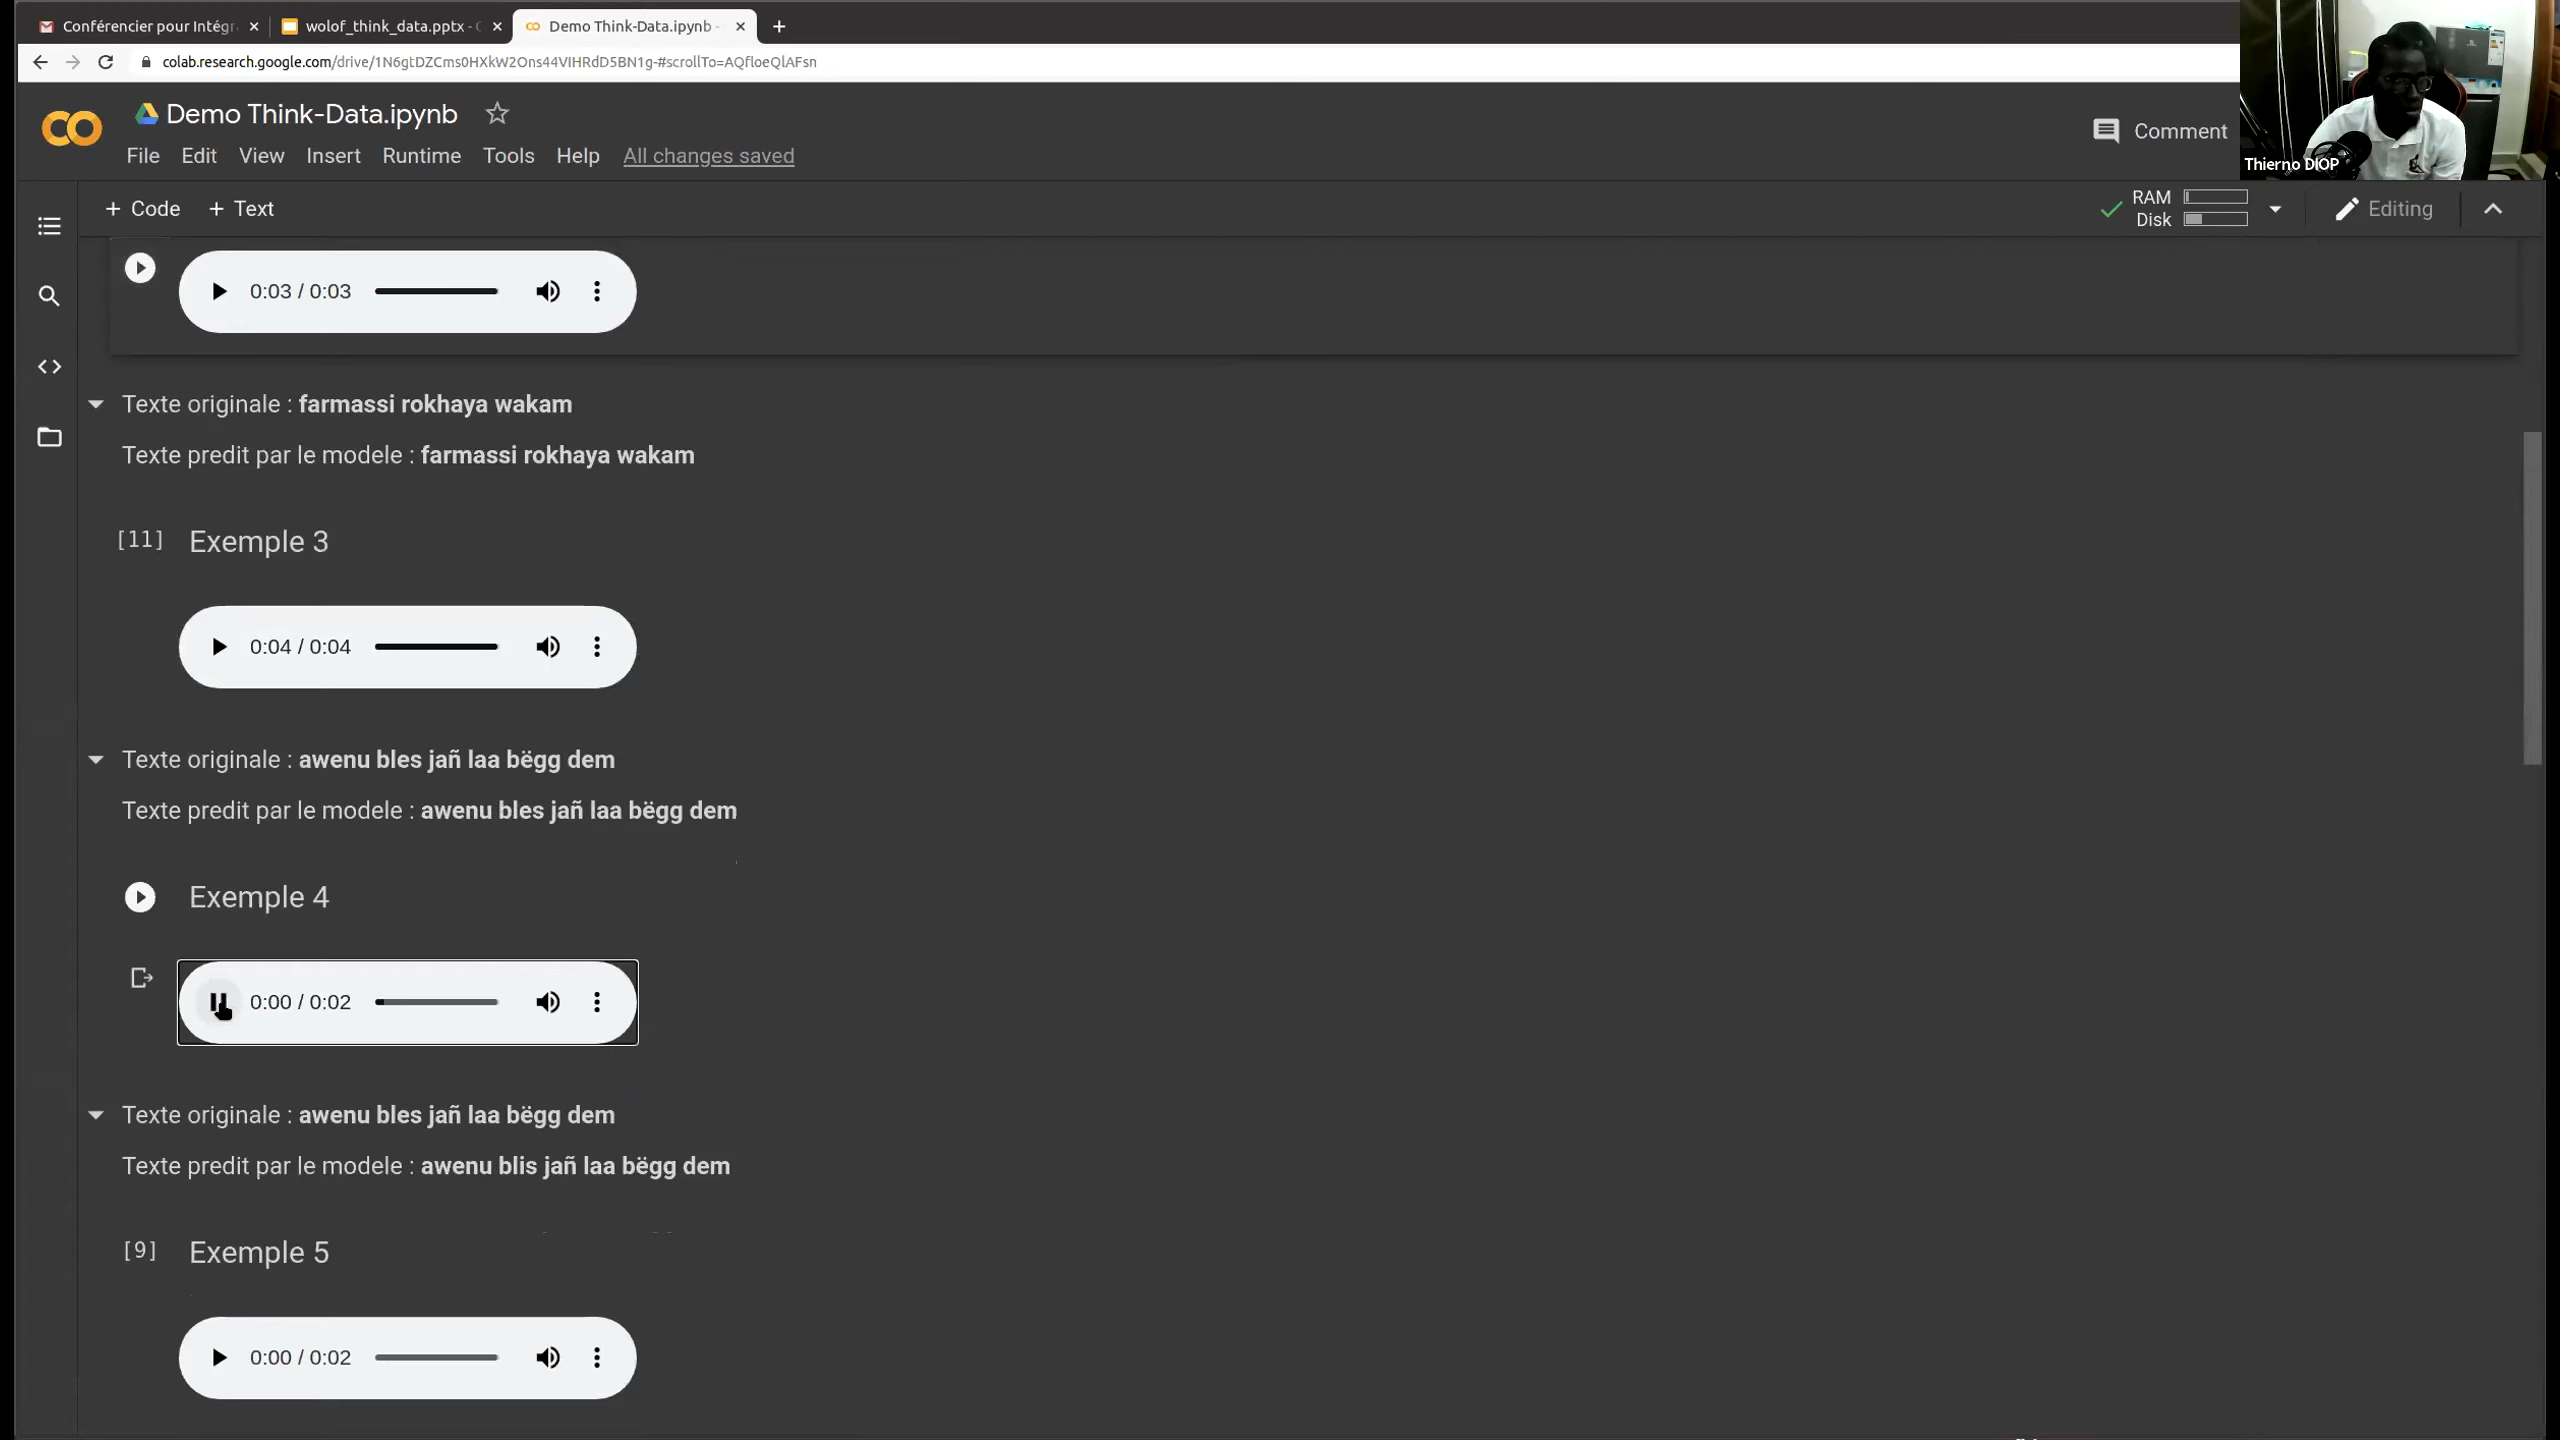 Conférencier pour Intégr
wolof_think_data.pptx - G
Demo Think-Data.ipynb -
colab.research.google.com/drive/1N6gtDZCms0HXkW2Ons44VIHRdD5BN1g-#scrollTo=AQfloeQlAFsn
Demo Think-Data.ipynb
File Edit View Insert Runtime Tools Help All changes saved
Comment
Thierno DIOP
+ Code + Text
RAM
Disk
Editing
0:03 / 0:03
Texte originale : farmassi rokhaya wakam
Texte predit par le modele : farmassi rokhaya wakam
[11] Exemple 3
0:04 / 0:04
Texte originale : awenu bles jañ laa bëgg dem
Texte predit par le modele : awenu bles jañ laa bëgg dem
Exemple 4
0:00 / 0:02
Texte originale : awenu bles jañ laa bëgg dem
Texte predit par le modele : awenu blis jañ laa bëgg dem
[9] Exemple 5
0:00 / 0:02